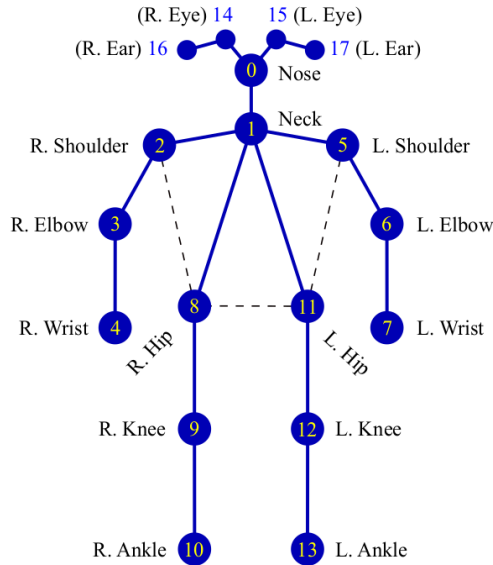 (R. Eye) 14 15 (L. Eye)
(R. Ear) 16 17 (L. Ear)
0
Nose
Neck
1
R. Shoulder 2 5 L. Shoulder
R. Elbow 3 6 L. Elbow
8 11
R. Wrist 4 7 L. Wrist
R. Hip L. Hip
R. Knee 9 12 L. Knee
R. Ankle 10 13 L. Ankle